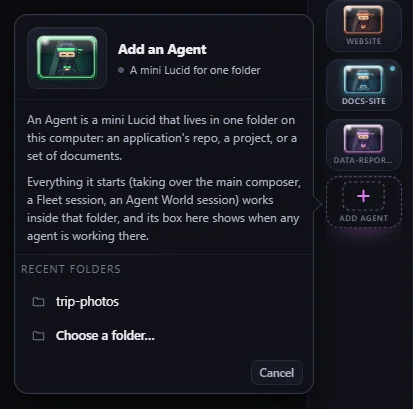 Add an Agent
A mini Lucid for one folder
An Agent is a mini Lucid that lives in one folder on
this computer: an application's repo, a project, or a
set of documents.
Everything it starts (taking over the main composer,
a Fleet session, an Agent World session) works
inside that folder, and its box here shows when any
agent is working there.
RECENT FOLDERS
trip-photos
Choose a folder...
Cancel
WEBSITE
DOCS-SITE
DATA-REPOR...
ADD AGENT